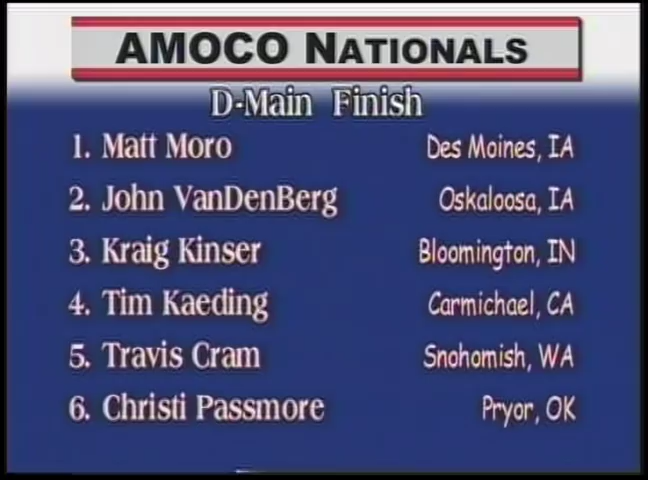 AMOCO NATIONALS
D-Main Finish
1. Matt Moro Des Moines, IA
2. John VanDenBerg Oskaloosa, IA
3. Kraig Kinser Bloomington, IN
4. Tim Kaeding Carmichael, CA
5. Travis Cram Snohomish, WA
6. Christi Passmore Pryor, OK